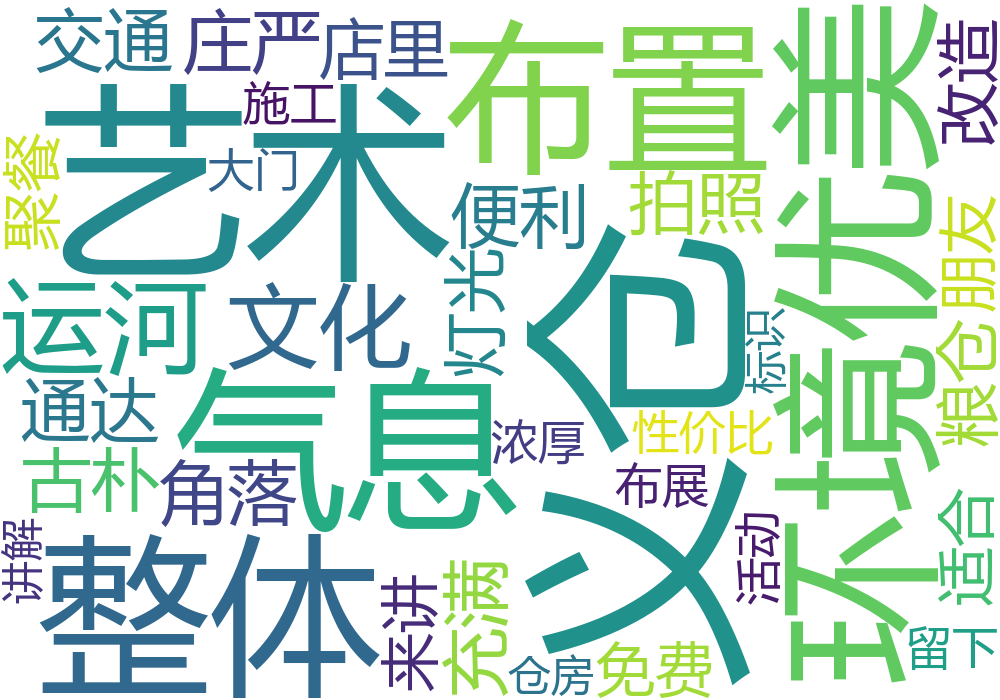 交通
庄严
店里
布置
环境优美
改造
施工
艺术
聚餐
大门
便利
拍照
义仓
朋友
运河
文化
灯光
标识
粮仓
气息
通达
性价比
浓厚
古朴
角落
布展
讲解
整体
来讲
充满
活动
适合
仓房
免费
留下